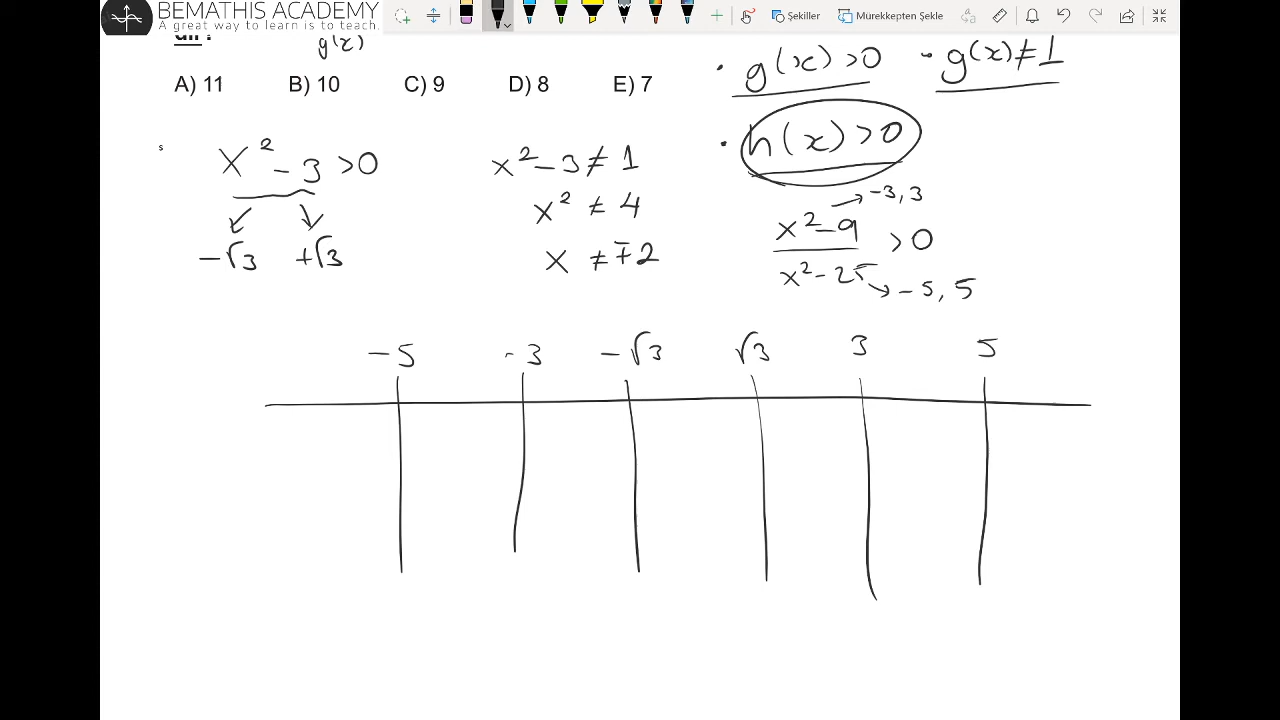 BEMATHIS ACADEMY
A great way to learn is to teach.
Şekiller
Mürekkepten Şekle
dir?
g(x)
A) 11 B) 10 C) 9 D) 8 E) 7
• g(x) > 0 • g(x) ≠ 1
• h(x) > 0
x² - 3 > 0
-√3 +√3
x² - 3 ≠ 1
x² ≠ 4
x ≠ ∓2
x² - 9 → -3, 3
> 0
x² - 25 → -5, 5
-5 -3 -√3 √3 3 5